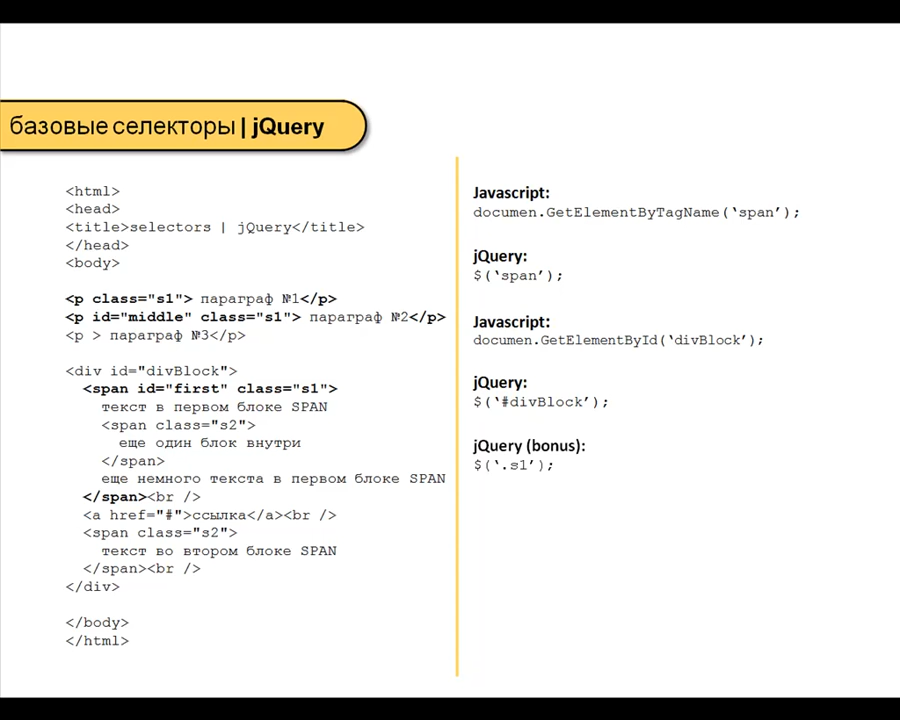 базовые селекторы | jQuery
<html>
<head>
<title>selectors | jQuery</title>
</head>
<body>
<p class="s1"> параграф №1</p>
<p id="middle" class="s1"> параграф №2</p>
<p > параграф №3</p>
<div id="divBlock">
<span id="first" class="s1">
текст в первом блоке SPAN
<span class="s2">
еще один блок внутри
</span>
еще немного текста в первом блоке SPAN
</span><br />
<a href="#">ссылка</a><br />
<span class="s2">
текст во втором блоке SPAN
</span><br />
</div>
</body>
</html>
Javascript:
documen.GetElementByTagName(‘span’);
jQuery:
$(‘span’);
Javascript:
documen.GetElementById(‘divBlock’);
jQuery:
$(‘#divBlock’);
jQuery (bonus):
$(‘.s1’);